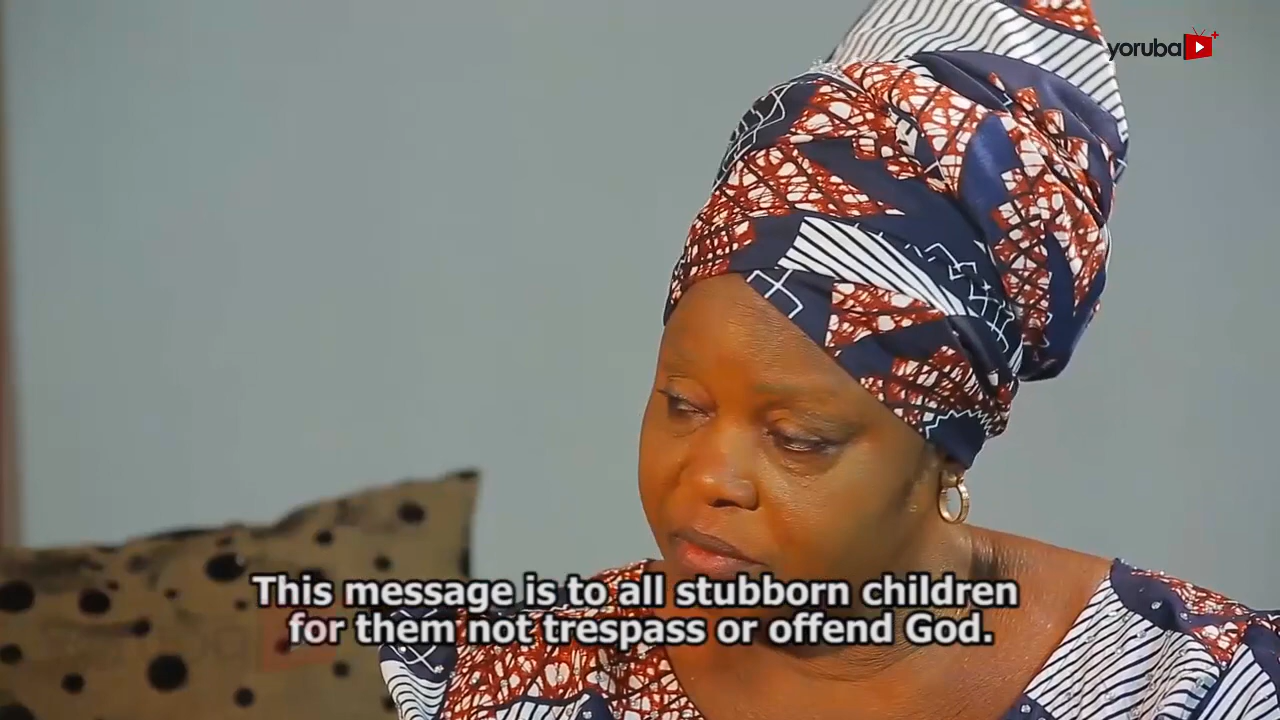 yoruba
This message is to all stubborn children
for them not trespass or offend God.